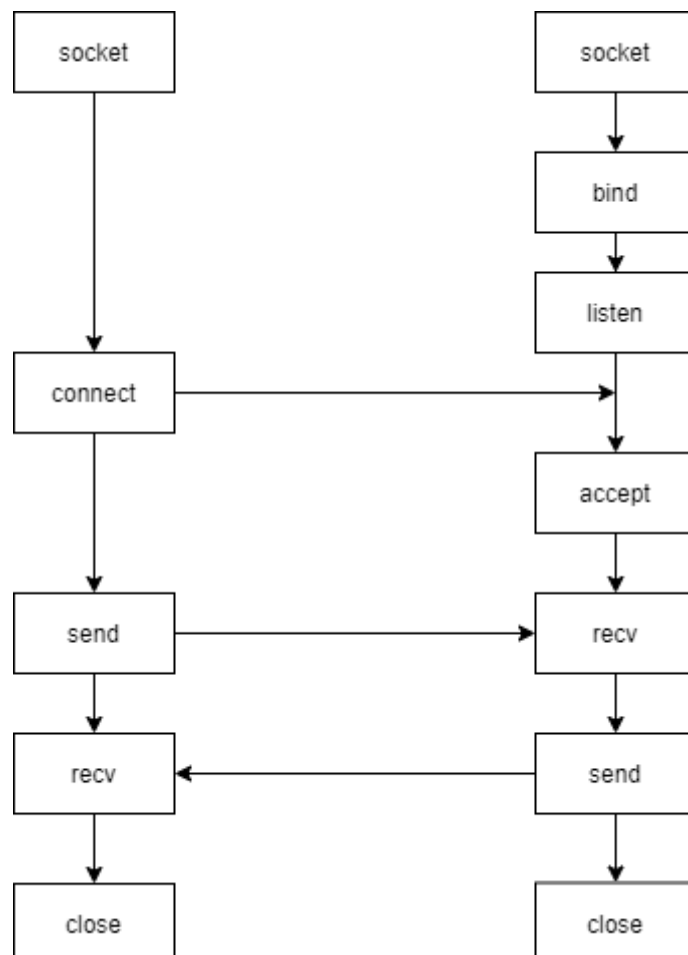 socket
socket
bind
listen
connect
accept
send
recv
recv
send
close
close